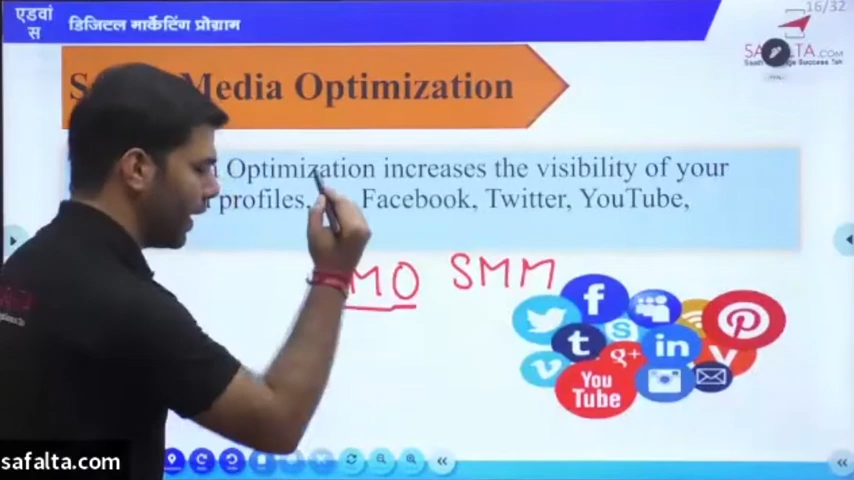 एडवां
स
डिजिटल मार्केटिंग प्रोग्राम
16/32
.COM
Media Optimization
Optimization increases the visibility of your
profiles, Facebook, Twitter, YouTube,
MO SMM
f
t
S
g+
in
v
You
Tube
safalta.com